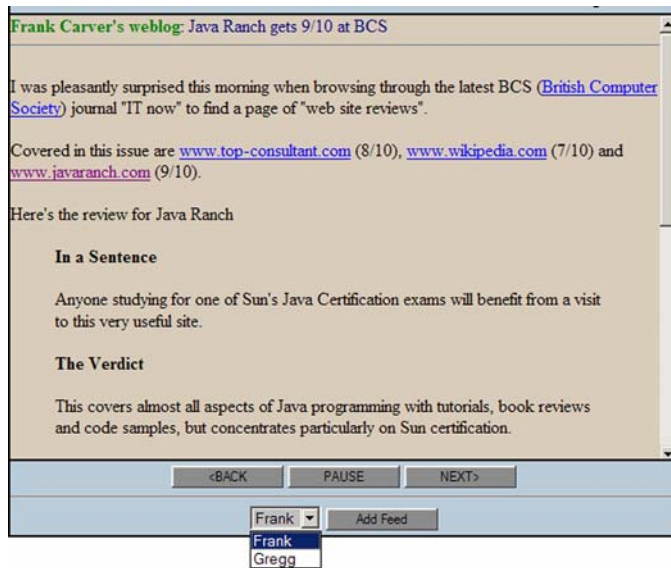 Frank Carver's weblog: Java Ranch gets 9/10 at BCS
I was pleasantly surprised this morning when browsing through the latest BCS (British Computer
Society) journal "IT now" to find a page of "web site reviews".
Covered in this issue are www.top-consultant.com (8/10), www.wikipedia.com (7/10) and
www.javaranch.com (9/10).
Here's the review for Java Ranch
In a Sentence
Anyone studying for one of Sun's Java Certification exams will benefit from a visit
to this very useful site.
The Verdict
This covers almost all aspects of Java programming with tutorials, book reviews
and code samples, but concentrates particularly on Sun certification.
<BACK PAUSE NEXT>
Frank Add Feed
Frank
Gregg